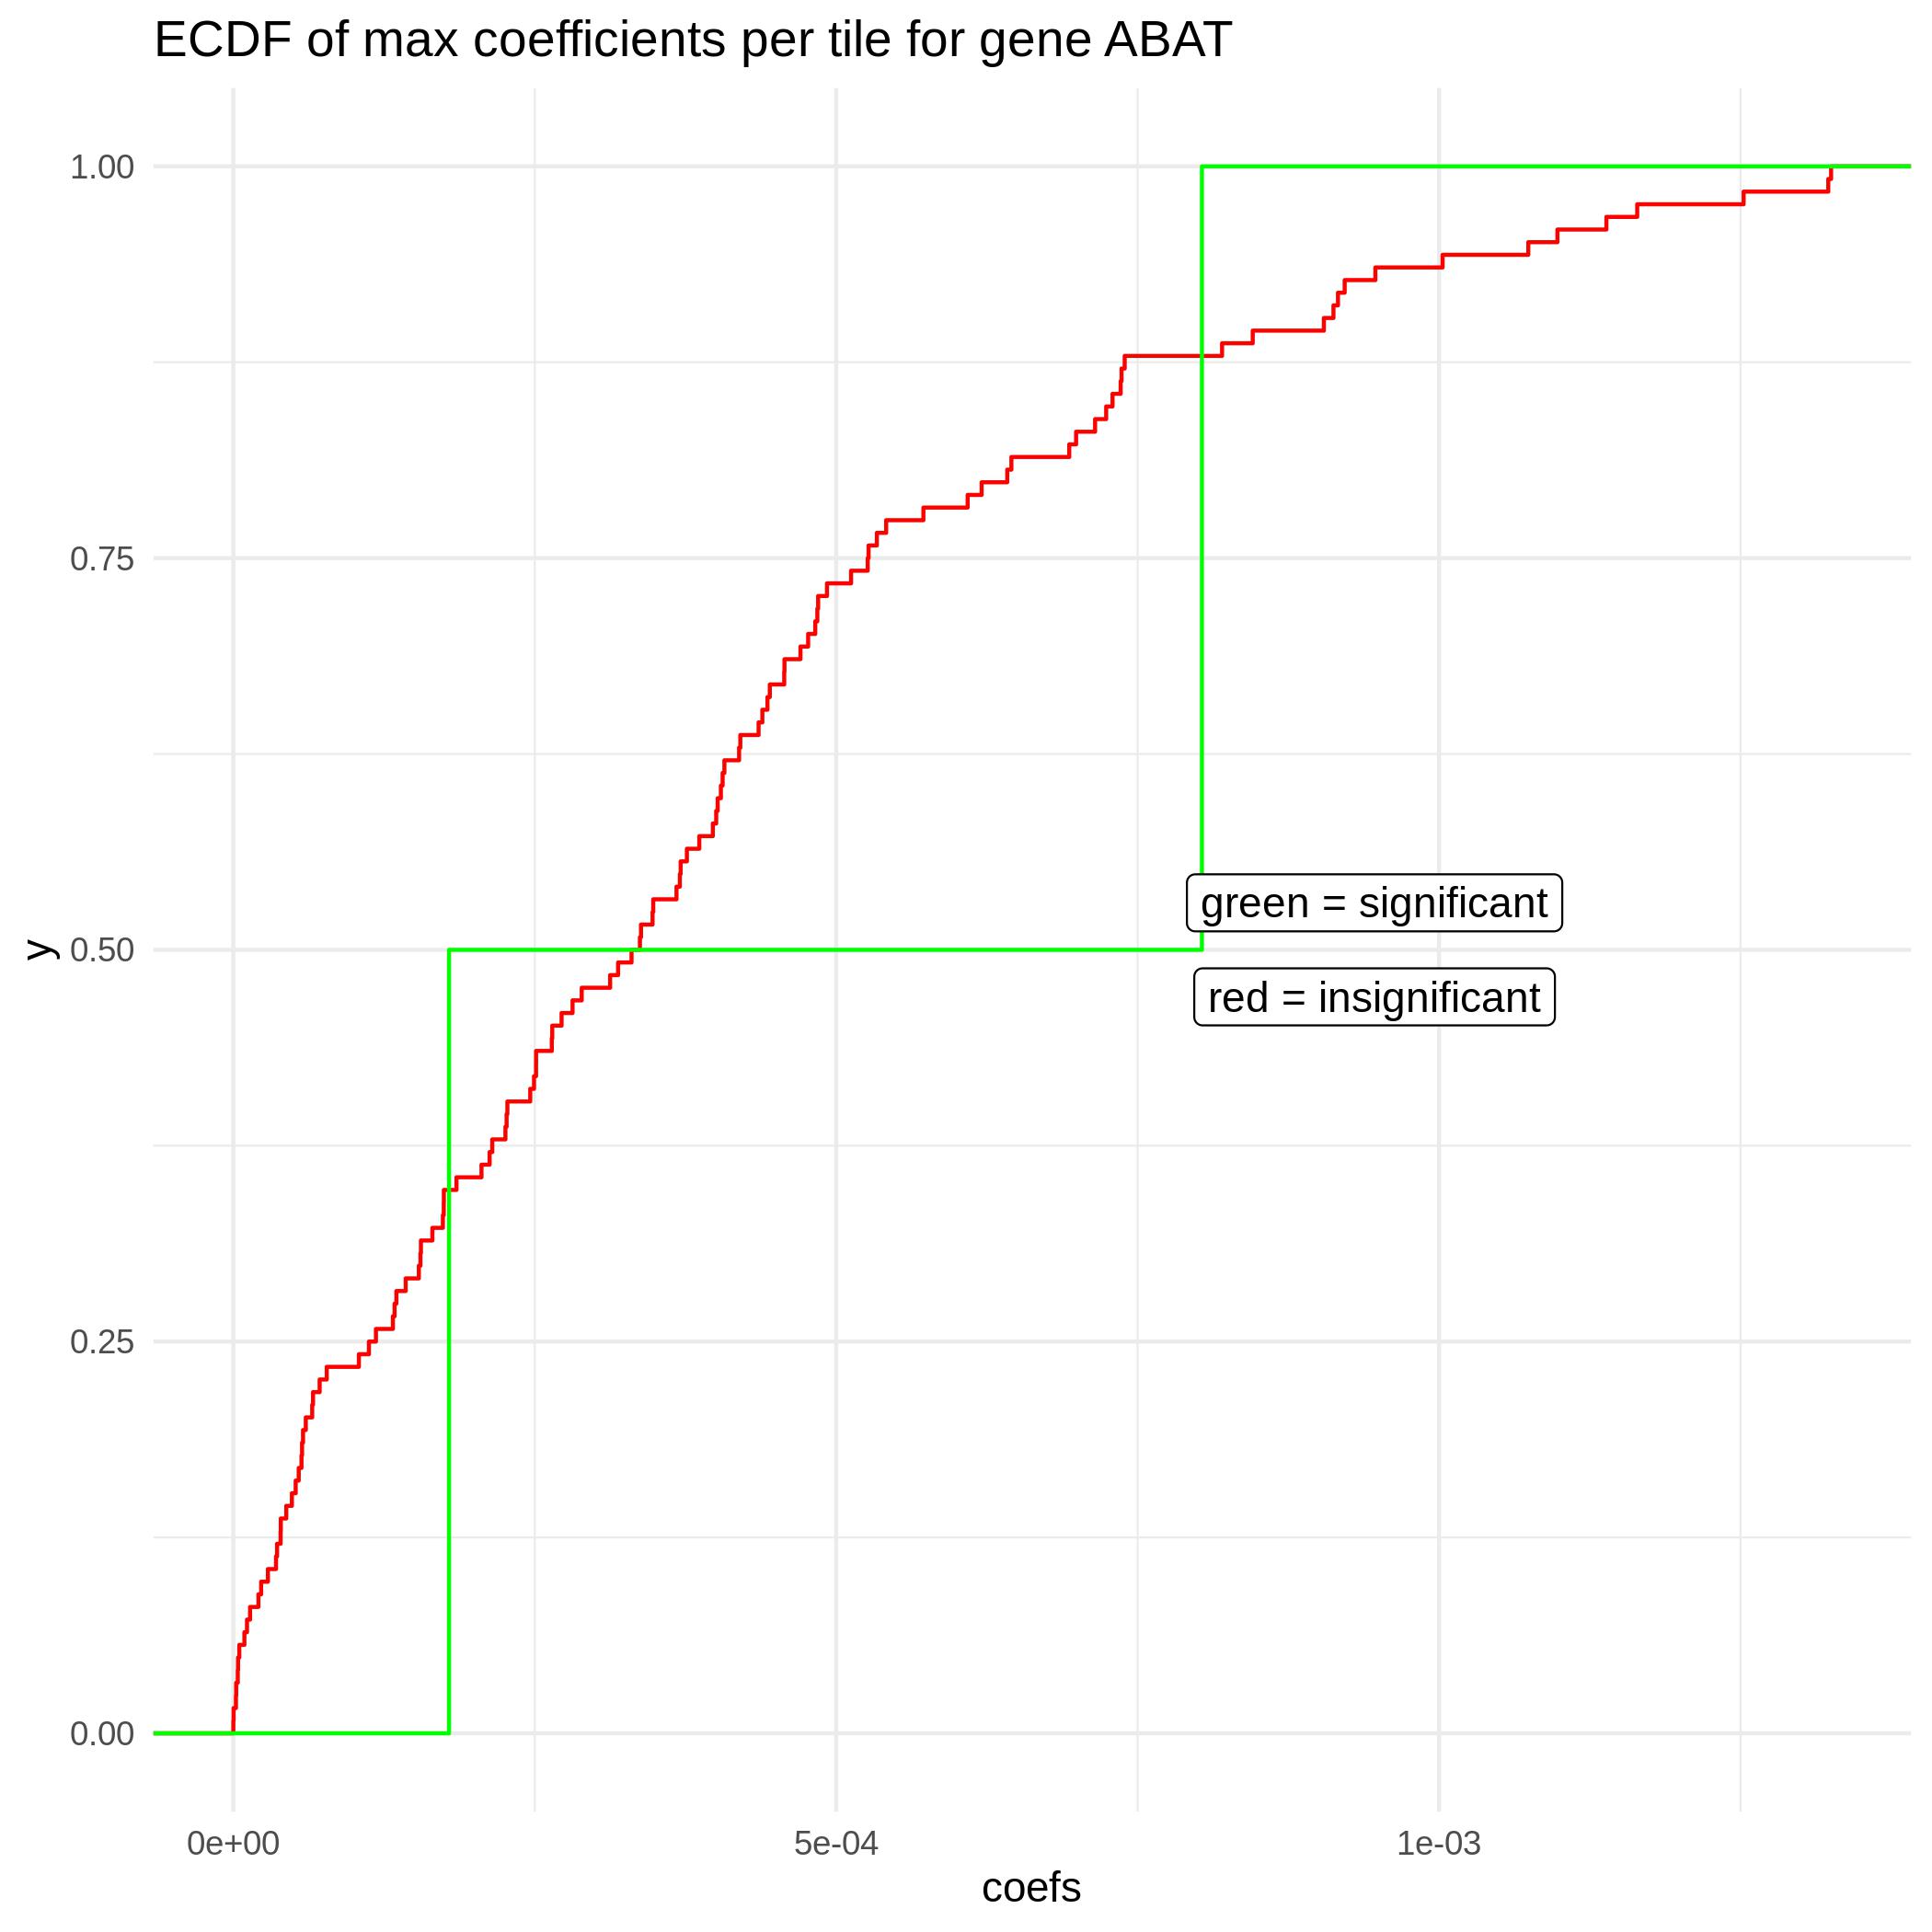 ECDF of max coefficients per tile for gene ABAT
1.00
0.75
0.50
0.25
0.00
y
green = significant
red = insignificant
0e+00
5e-04
1e-03
coefs